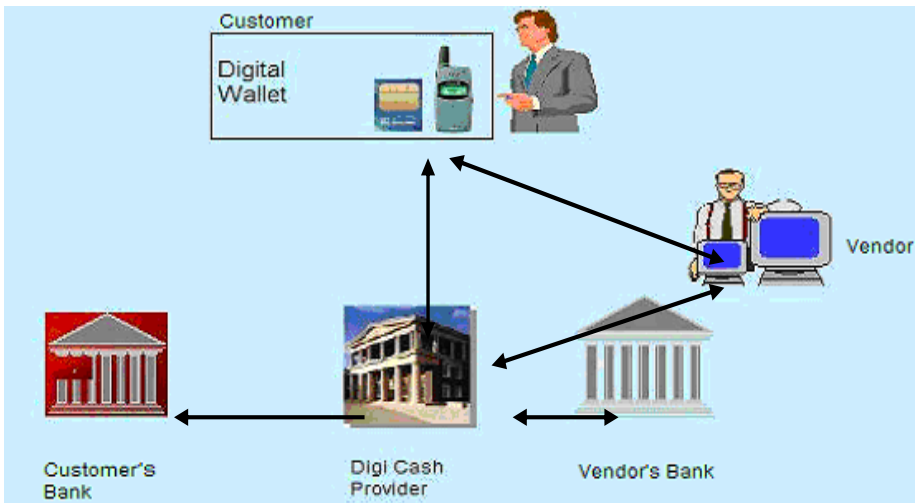 Customer
Digital
Wallet
Vendor
Customer's
Bank
Digi Cash
Provider
Vendor's Bank